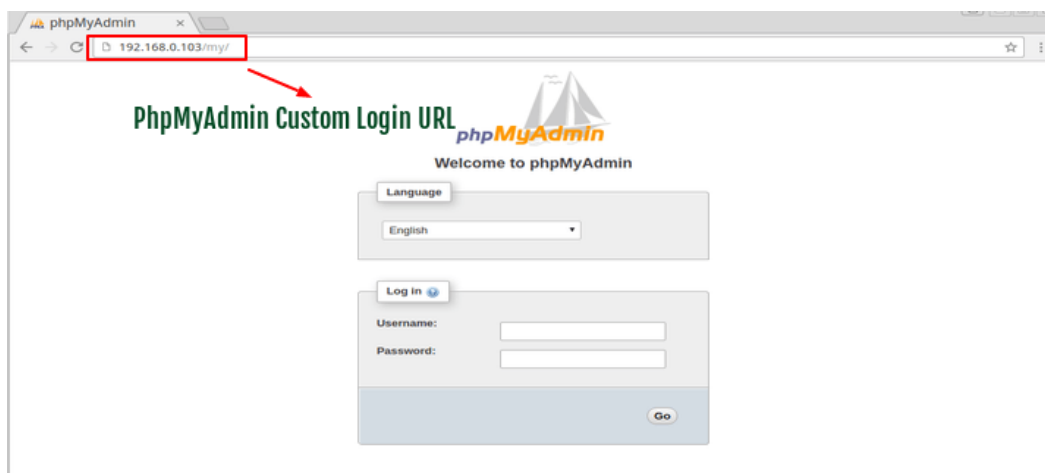 phpMyAdmin
192.168.0.103/my/
PhpMyAdmin Custom Login URL
phpMyAdmin
Welcome to phpMyAdmin
Language
English
Log in
Username:
Password:
Go